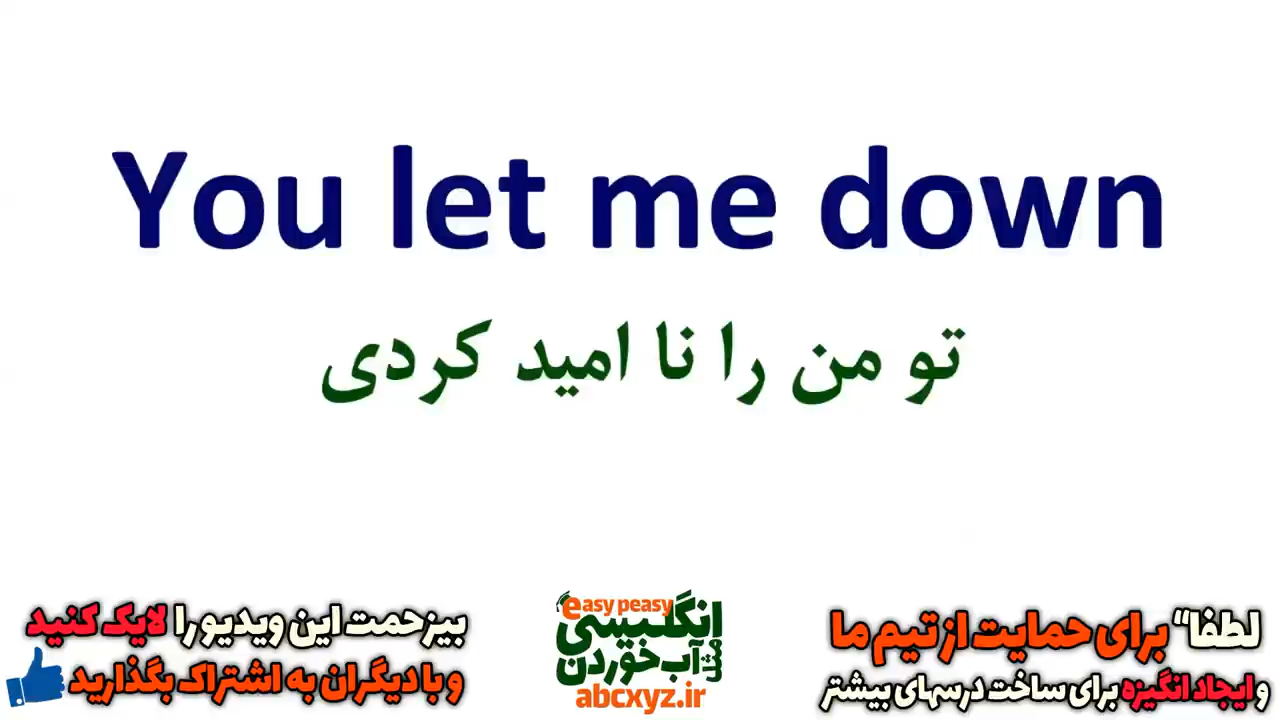 You let me down
تو من را نا امید کردی
لطفا" برای حمایت از تیم ما
و ایجاد انگیزه برای ساخت درسهای بیشتر
easy peasy
انگلیسی
مثل آب خوردن
abcxyz.ir
بیزحمت این ویدیو را لایک کنید
و با دیگران به اشتراک بگذارید